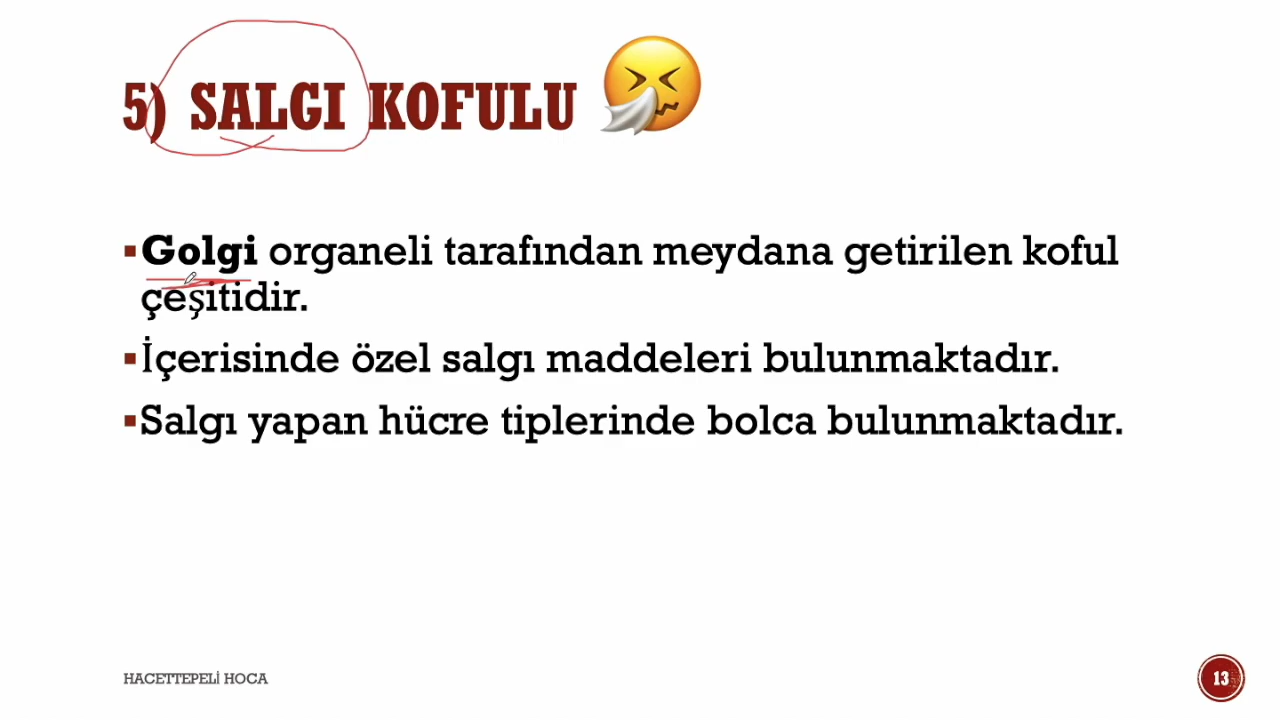 5) SALGI KOFULU
▪Golgi organeli tarafından meydana getirilen koful
çeşitidir.
▪İçerisinde özel salgı maddeleri bulunmaktadır.
▪Salgı yapan hücre tiplerinde bolca bulunmaktadır.
HACETTEPELİ HOCA
13